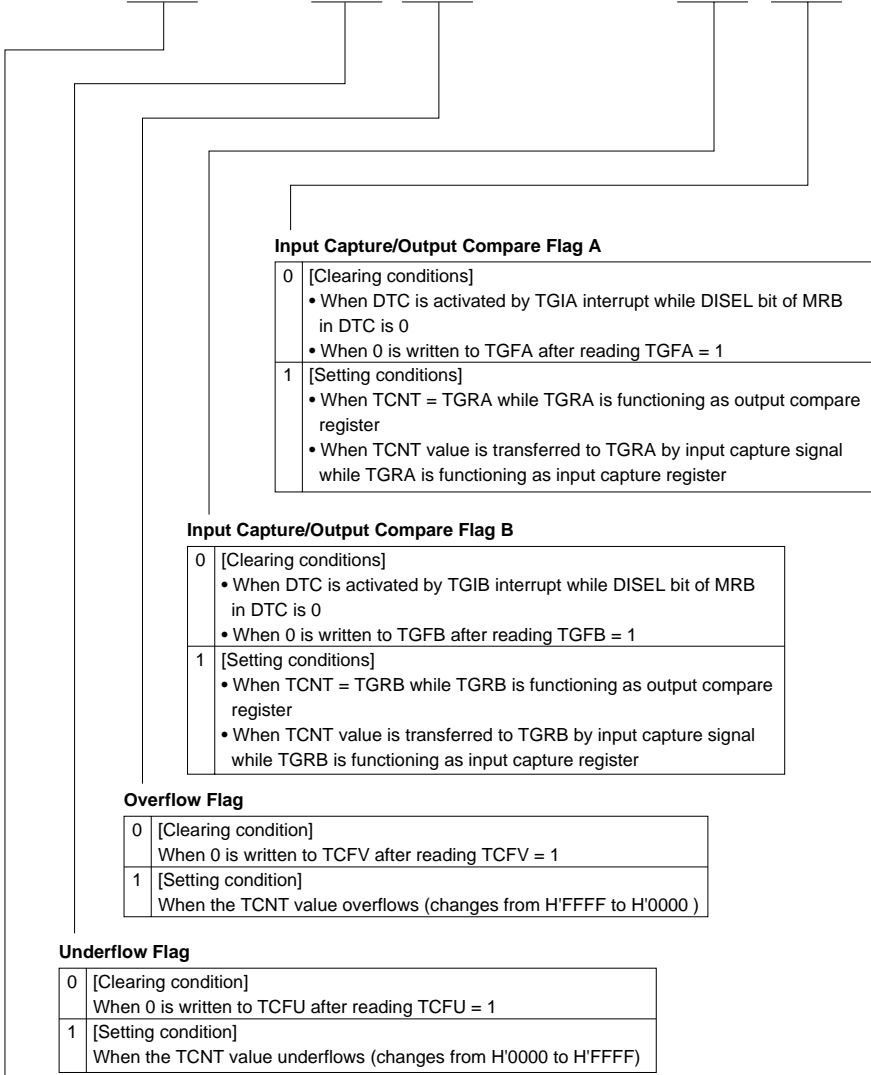 Input Capture/Output Compare Flag A
0 [Clearing conditions]
• When DTC is activated by TGIA interrupt while DISEL bit of MRB
in DTC is 0
• When 0 is written to TGFA after reading TGFA = 1
1 [Setting conditions]
• When TCNT = TGRA while TGRA is functioning as output compare
register
• When TCNT value is transferred to TGRA by input capture signal
while TGRA is functioning as input capture register
Input Capture/Output Compare Flag B
0 [Clearing conditions]
• When DTC is activated by TGIB interrupt while DISEL bit of MRB
in DTC is 0
• When 0 is written to TGFB after reading TGFB = 1
1 [Setting conditions]
• When TCNT = TGRB while TGRB is functioning as output compare
register
• When TCNT value is transferred to TGRB by input capture signal
while TGRB is functioning as input capture register
Overflow Flag
0 [Clearing condition]
When 0 is written to TCFV after reading TCFV = 1
1 [Setting condition]
When the TCNT value overflows (changes from H'FFFF to H'0000 )
Underflow Flag
0 [Clearing condition]
When 0 is written to TCFU after reading TCFU = 1
1 [Setting condition]
When the TCNT value underflows (changes from H'0000 to H'FFFF)